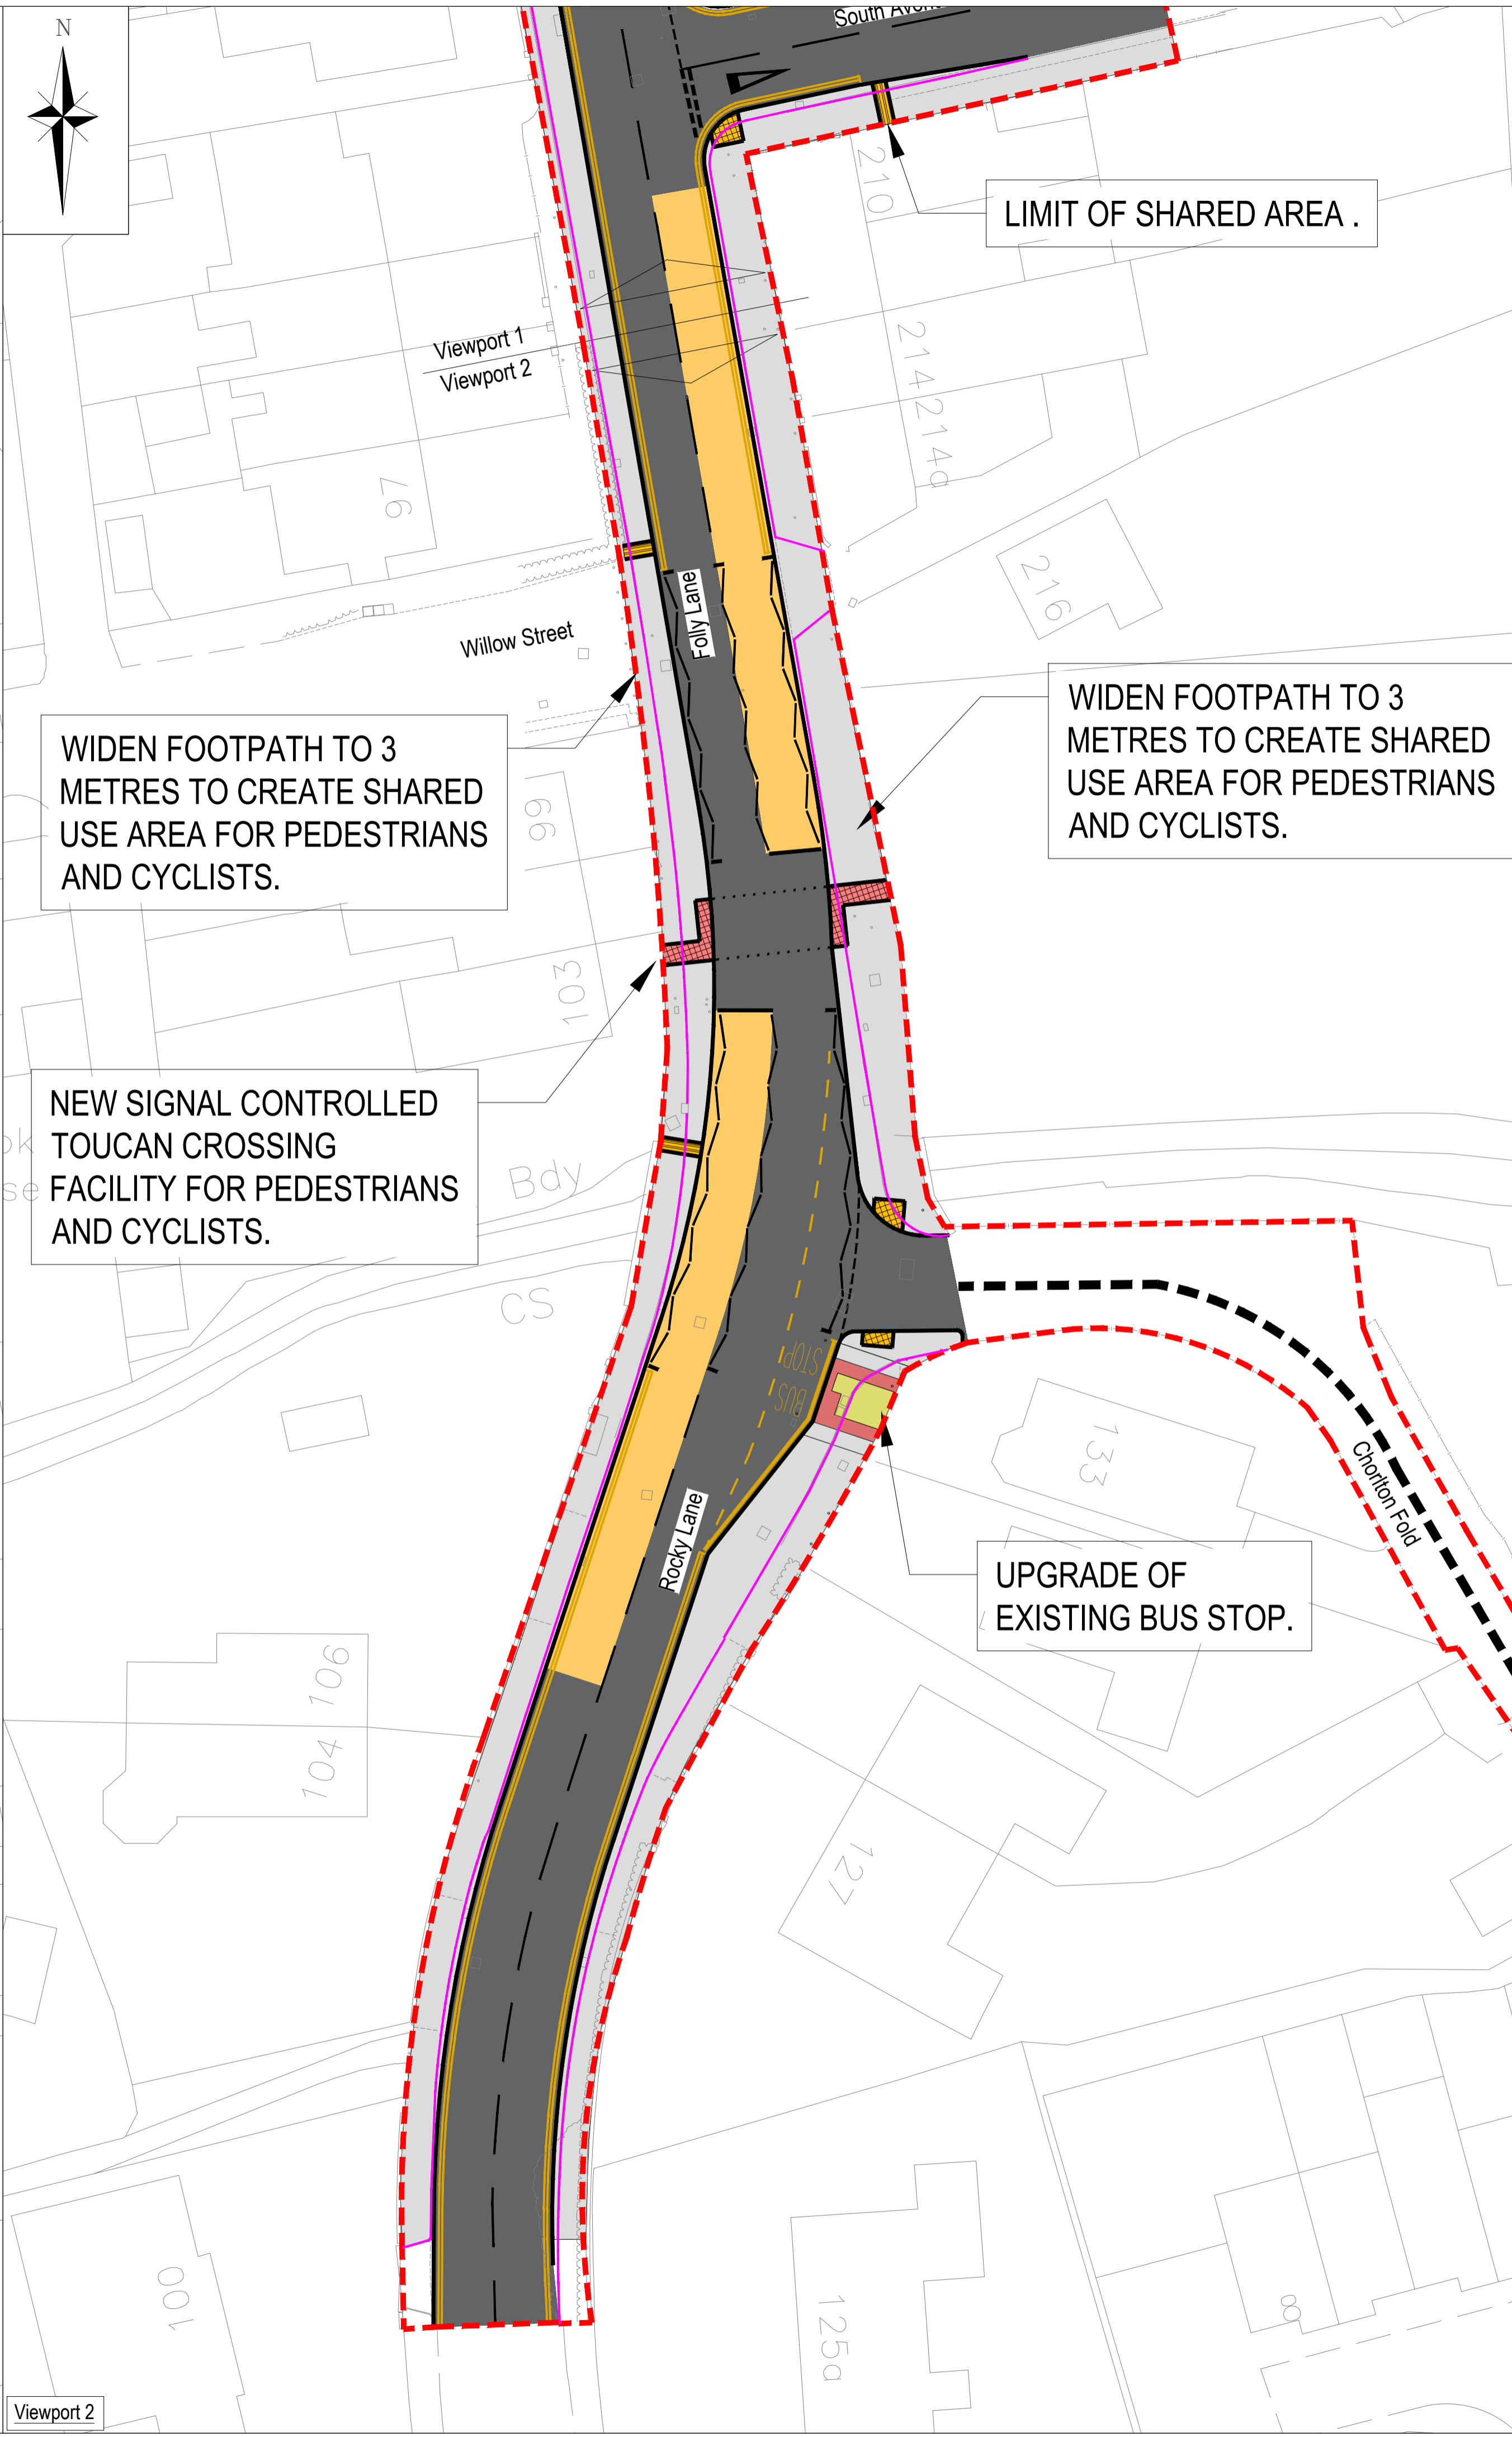 N
South Aven
210
LIMIT OF SHARED AREA .
Viewport 1
Viewport 2
214
214a
97
216
Folly Lane
Willow Street
WIDEN FOOTPATH TO 3
METRES TO CREATE SHARED
USE AREA FOR PEDESTRIANS
AND CYCLISTS.
WIDEN FOOTPATH TO 3
METRES TO CREATE SHARED
USE AREA FOR PEDESTRIANS
AND CYCLISTS.
99
103
NEW SIGNAL CONTROLLED
TOUCAN CROSSING
FACILITY FOR PEDESTRIANS
AND CYCLISTS.
ok
se
Bdy
CS
BUS
STOP
133
Chorlton Fold
Rocky Lane
UPGRADE OF
EXISTING BUS STOP.
106
104
127
100
125a
8
Viewport 2